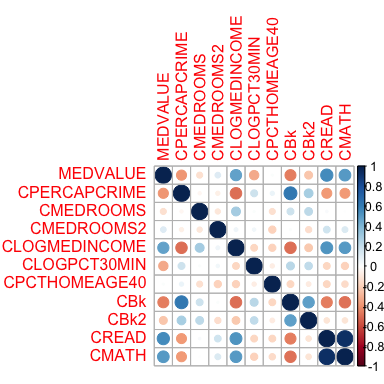 MEDVALUE
CPERCAPCRIME
CMEDROOMS
CMEDROOMS2
CLOGMEDINCOME
CLOGPCT30MIN
CPCTHOMEAGE40
CBk
CBk2
CREAD
CMATH
MEDVALUE
CPERCAPCRIME
CMEDROOMS
CMEDROOMS2
CLOGMEDINCOME
CLOGPCT30MIN
CPCTHOMEAGE40
CBk
CBk2
CREAD
CMATH
1
0.8
0.6
0.4
0.2
0
-0.2
-0.4
-0.6
-0.8
-1